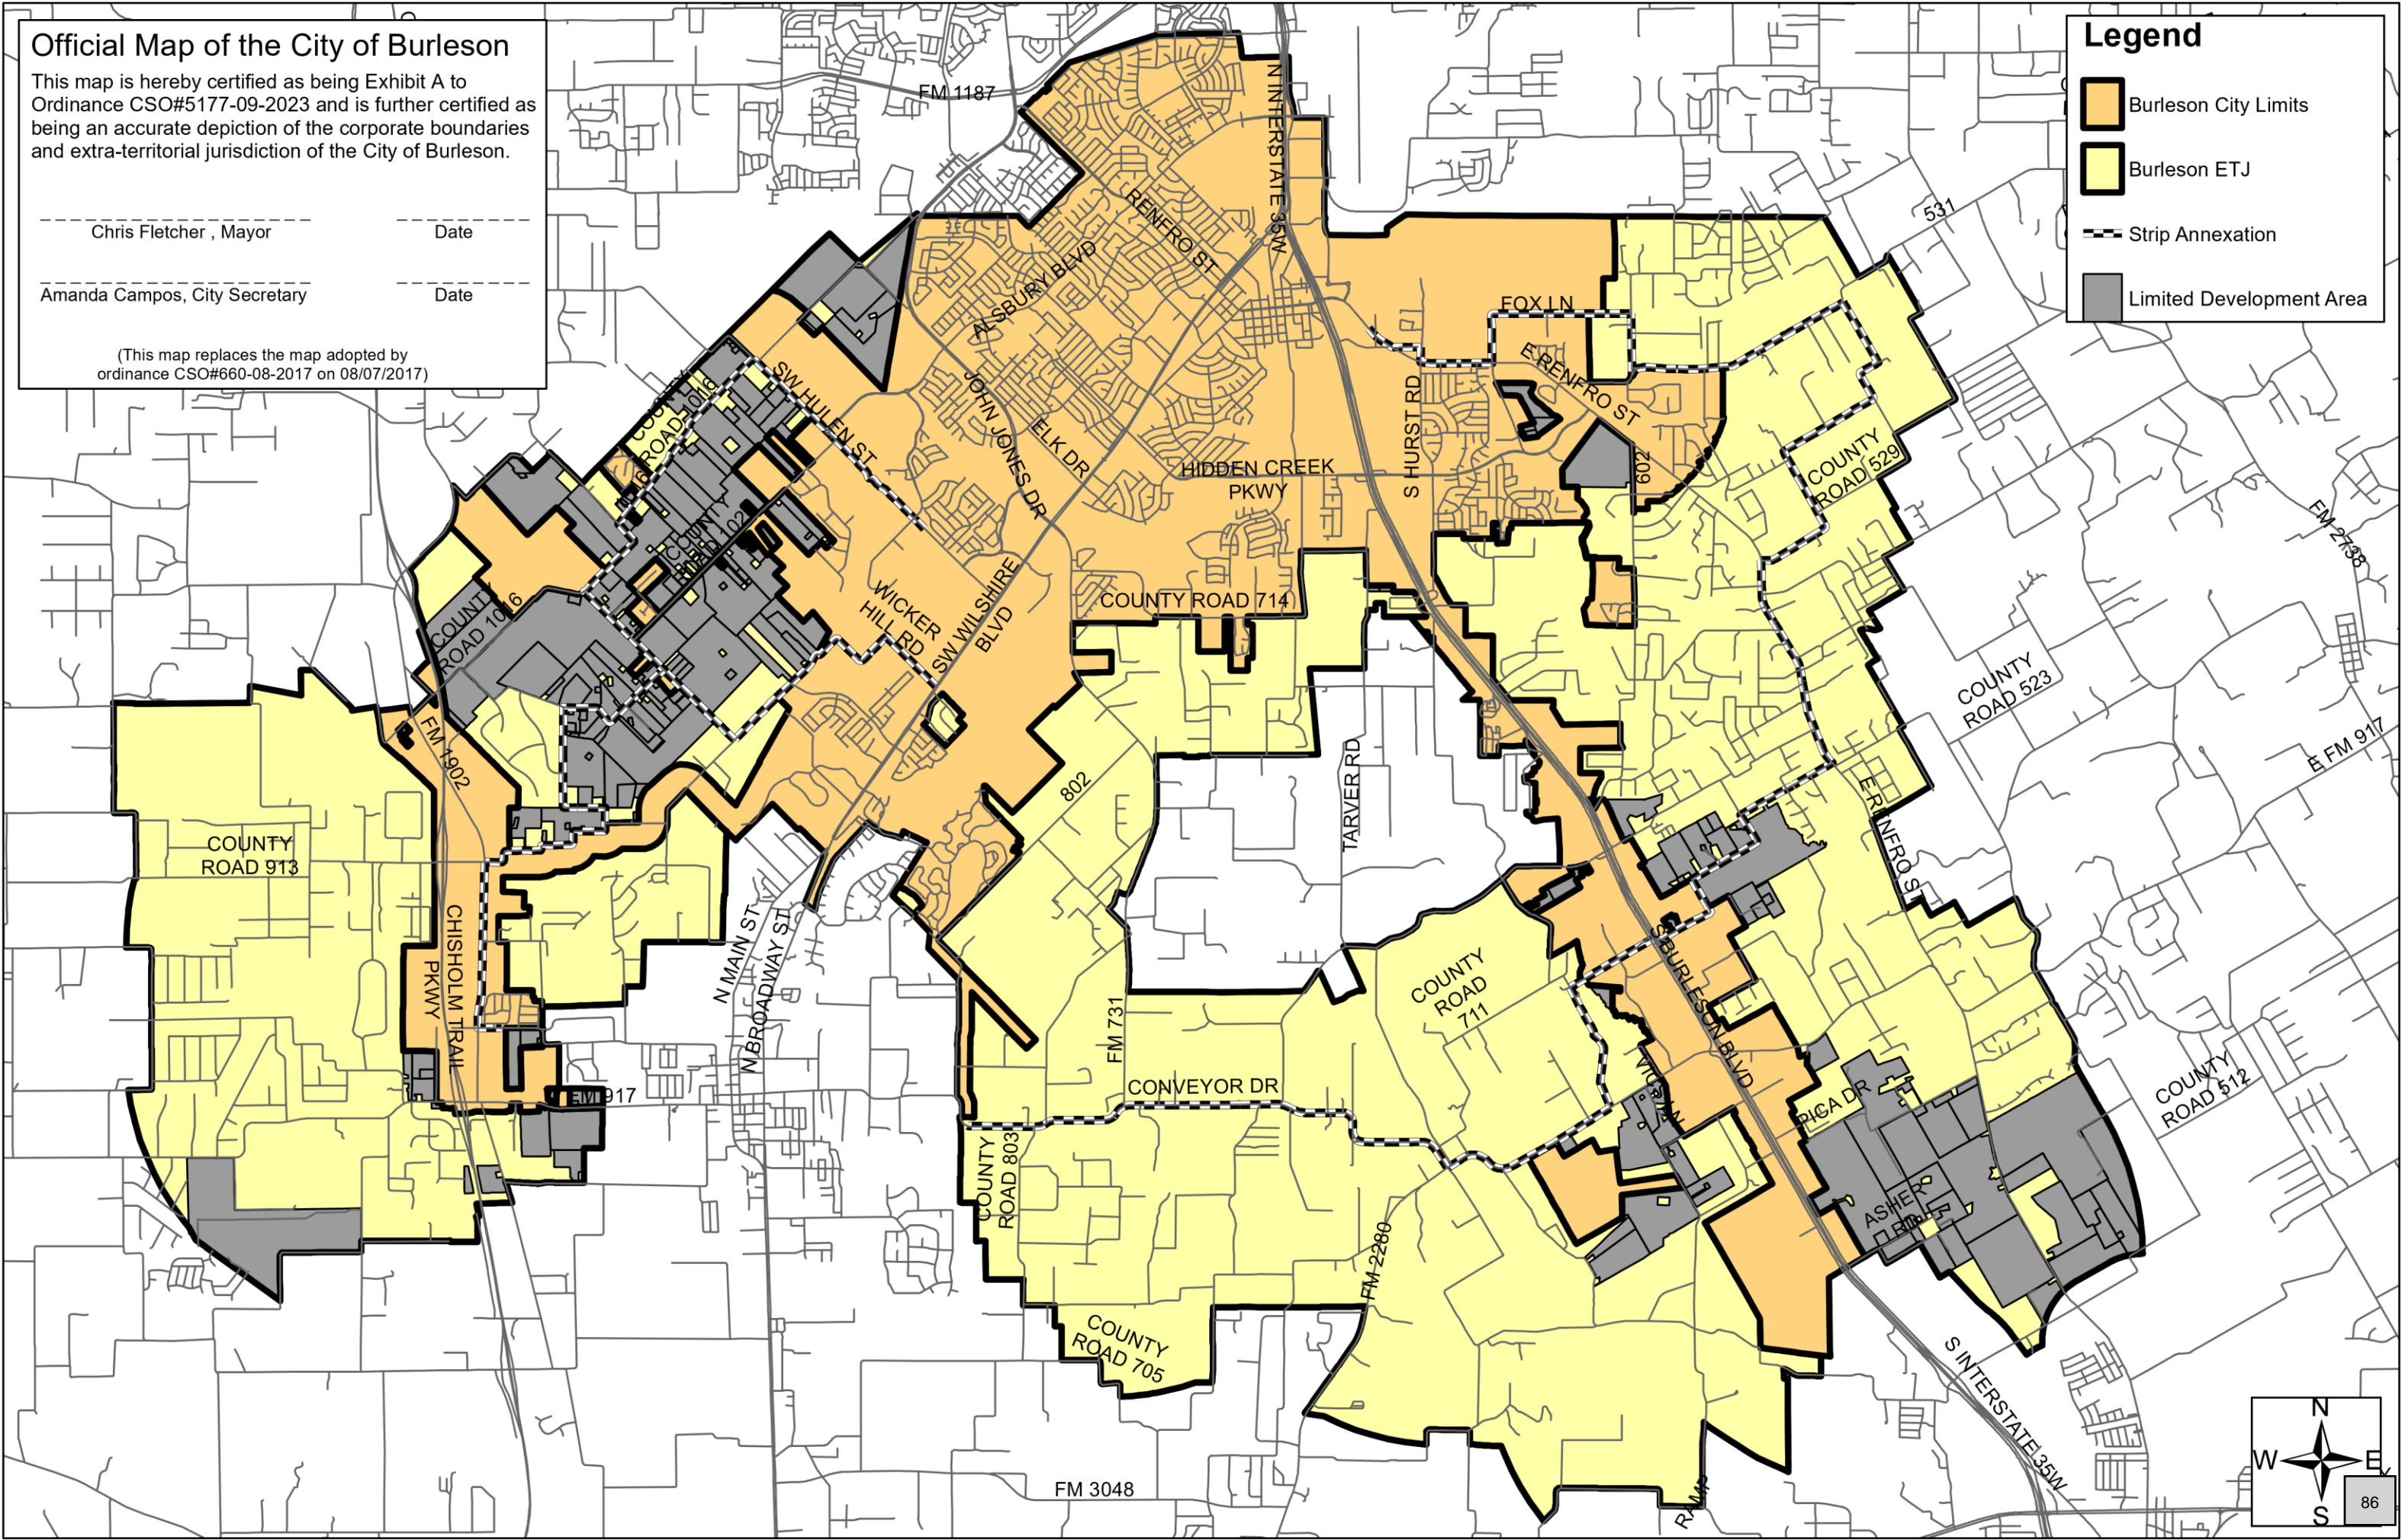 Official Map of the City of Burleson
This map is hereby certified as being Exhibit A to
Ordinance CSO#5177-09-2023 and is further certified as
being an accurate depiction of the corporate boundaries
and extra-territorial jurisdiction of the City of Burleson.
Chris Fletcher , Mayor
Date
Amanda Campos, City Secretary
Date
(This map replaces the map adopted by
ordinance CSO#660-08-2017 on 08/07/2017)
Legend
Burleson City Limits
Burleson ETJ
Strip Annexation
Limited Development Area
FM 1187
N INTERSTATE 35W
RENFRO ST
ALSBURY BLVD
531
FOX LN
E RENFRO ST
SW HULEN ST
JOHN JONES DR
ELK DR
S HURST RD
HIDDEN CREEK
PKWY
602
COUNTY
ROAD 529
FM 2738
COUNTY
ROAD 1016
COUNTY
ROAD 1016
WICKER
HILL RD
SW WILSHIRE
BLVD
COUNTY ROAD 714
COUNTY
ROAD 523
E FM 917
FM 1902
802
TARVER RD
E RENFRO ST
COUNTY
ROAD 913
CHISHOLM TRAIL
PKWY
N MAIN ST
N BROADWAY ST
FM 731
COUNTY
ROAD
711
S BURLESON BLVD
FM 917
CONVEYOR DR
PICA DR
COUNTY
ROAD 512
COUNTY
ROAD 803
ASHER
RD
FM 2280
COUNTY
ROAD 705
S INTERSTATE 35W
FM 3048
RAMP
N
W
E
S
86